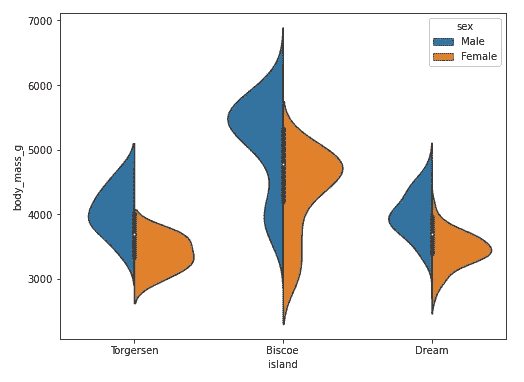 7000
6000
5000
4000
3000
body_mass_g
sex
Male
Female
Torgersen Biscoe Dream
island